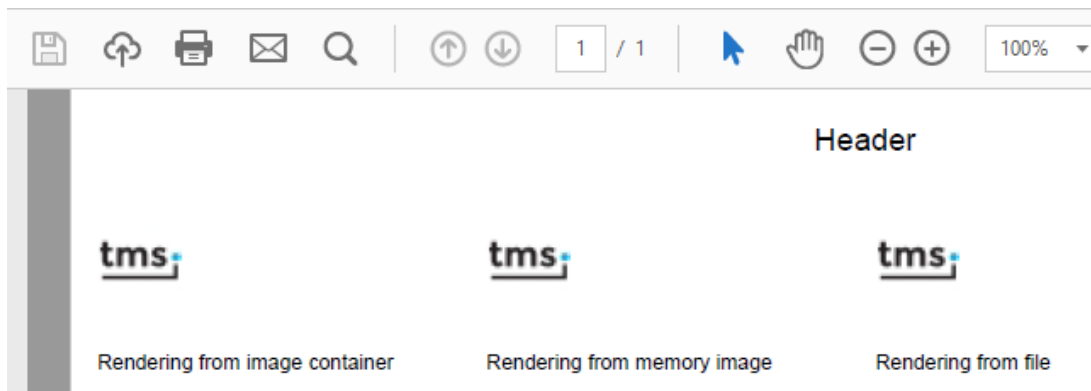 1 / 1 100%
Header
tms; tms; tms;
Rendering from image container Rendering from memory image Rendering from file